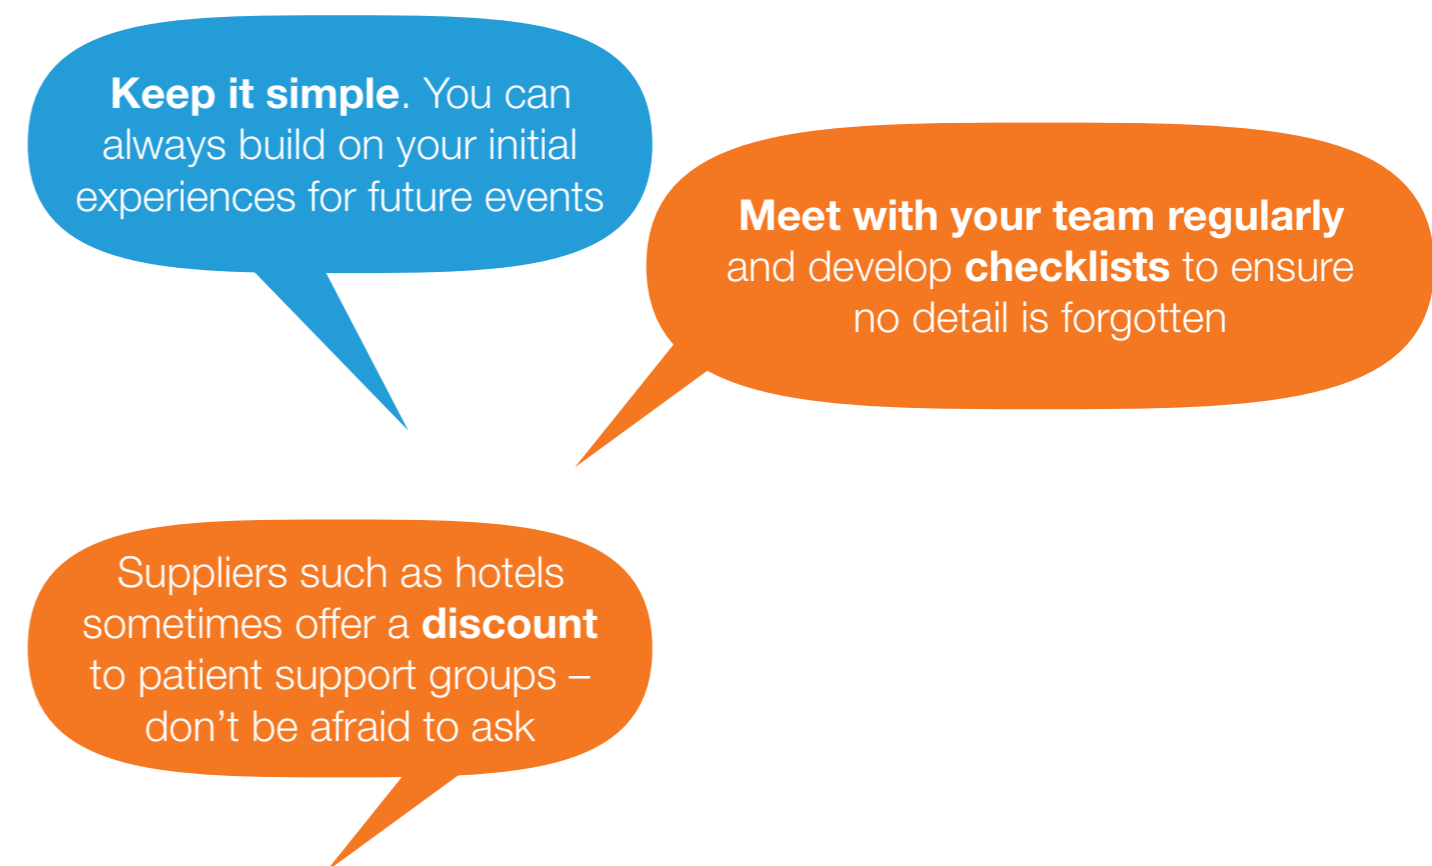 Keep it simple. You can
always build on your initial
experiences for future events
Meet with your team regularly
and develop checklists to ensure
no detail is forgotten
Suppliers such as hotels
sometimes offer a discount
to patient support groups –
don’t be afraid to ask